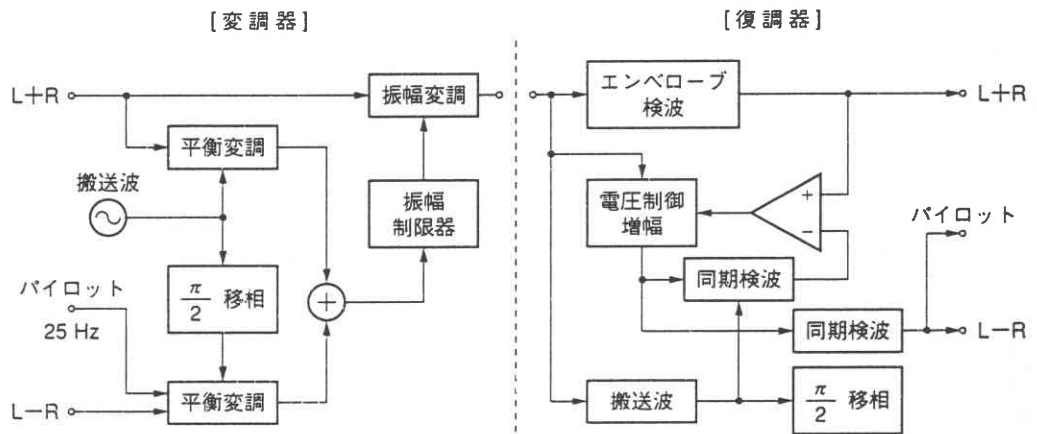 [変調器]
L+R
振幅変調
平衡変調
搬送波
振幅
制限器
π/2 移相
パイロット
25 Hz
+
平衡変調
L-R
[復調器]
エンベローブ
検波
L+R
電圧制御
増幅
+
-
パイロット
同期検波
同期検波
L-R
搬送波
π/2 移相